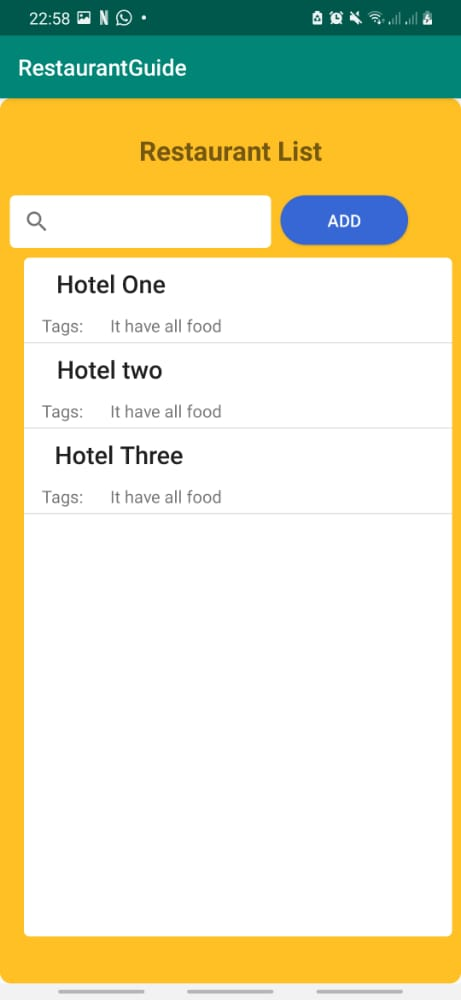 22:58
RestaurantGuide
Restaurant List
ADD
Hotel One
Tags: It have all food
Hotel two
Tags: It have all food
Hotel Three
Tags: It have all food